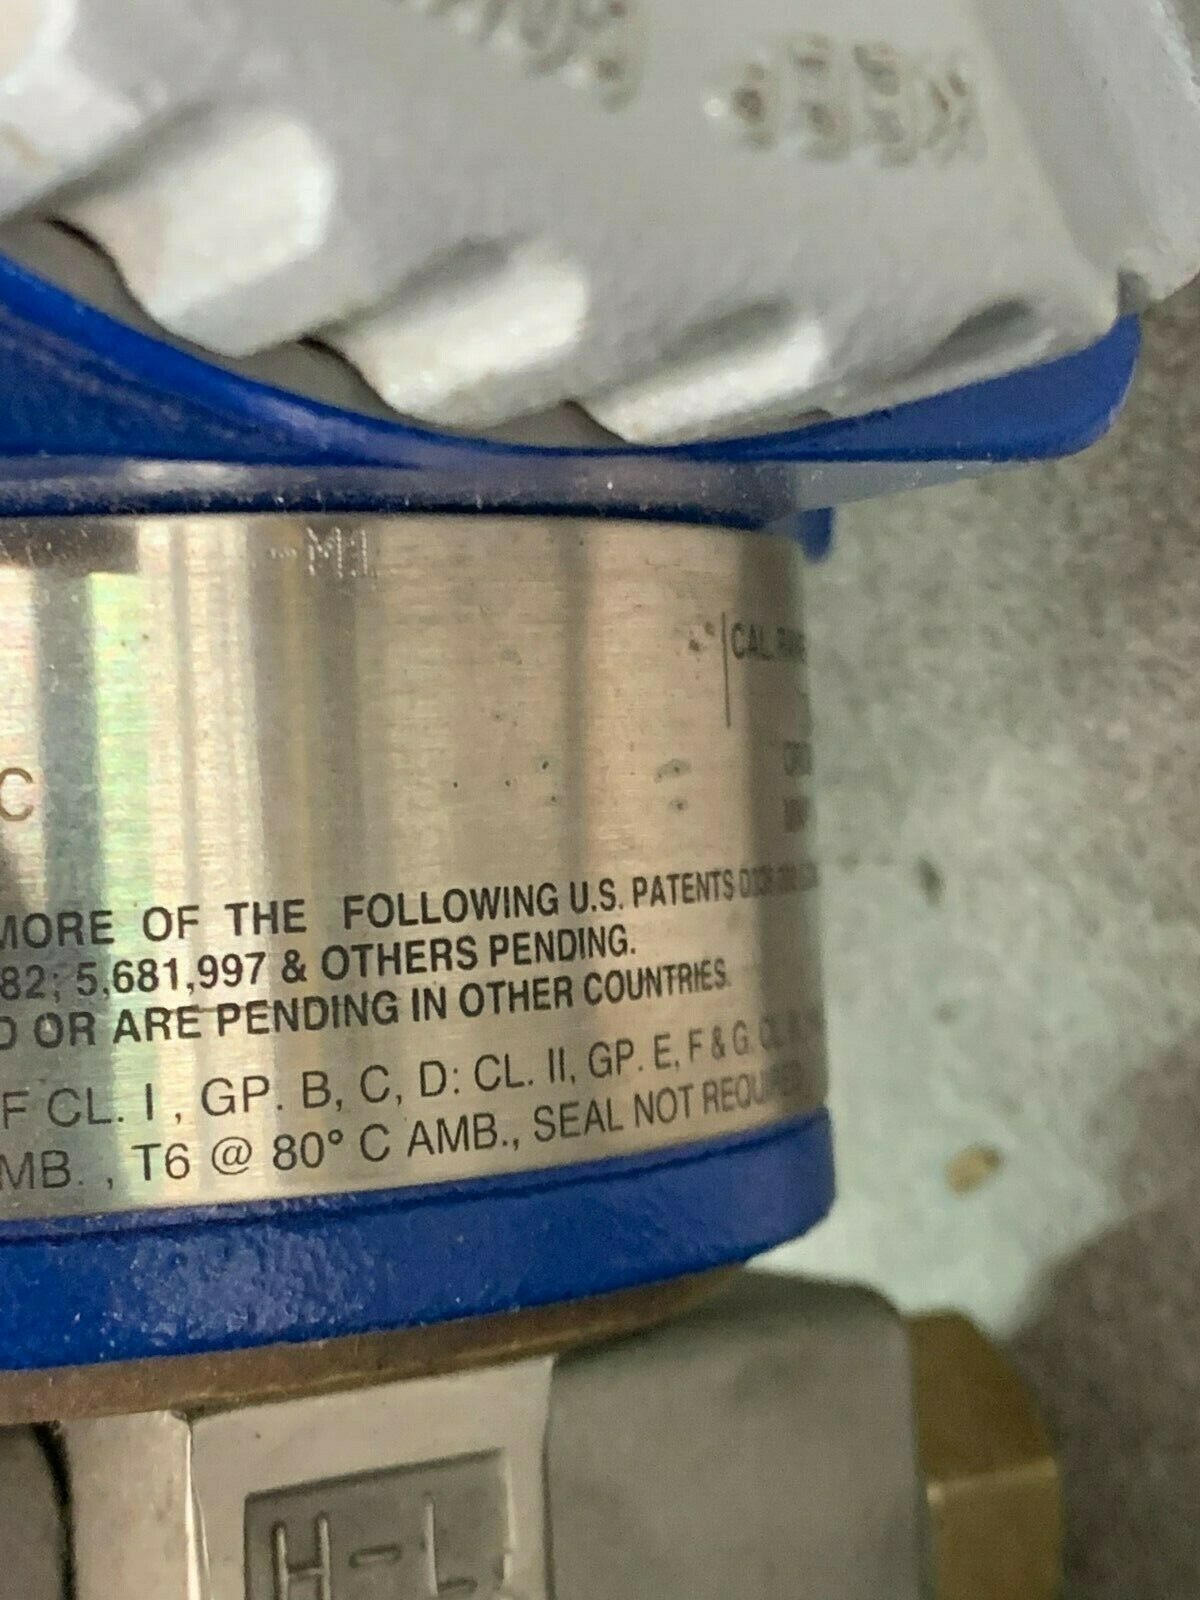 -M1
CAL.
C
MORE OF THE FOLLOWING U.S. PATENTS
82; 5,681,997 & OTHERS PENDING.
D OR ARE PENDING IN OTHER COUNTRIES.
F CL. I , GP. B, C, D: CL. II, GP. E, F & G
MB. , T6 @ 80° C AMB., SEAL NOT
H-L